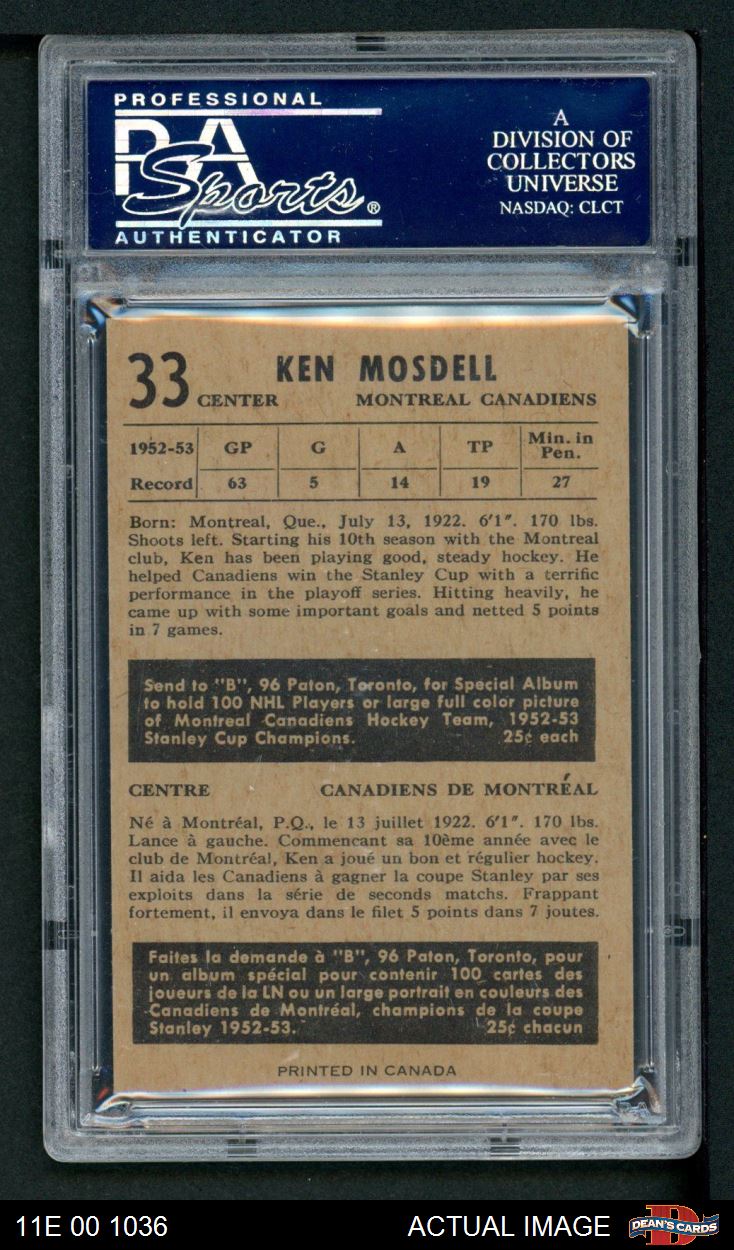 PROFESSIONAL
PSA
Sports®
AUTHENTICATOR
A
DIVISION OF
COLLECTORS
UNIVERSE
NASDAQ: CLCT
33 KEN MOSDELL
CENTER MONTREAL CANADIENS
1952-53 GP G A TP Min. in Pen.
Record 63 5 14 19 27
Born: Montreal, Que., July 13, 1922. 6'1". 170 lbs.
Shoots left. Starting his 10th season with the Montreal
club, Ken has been playing good, steady hockey. He
helped Canadiens win the Stanley Cup with a terrific
performance in the playoff series. Hitting heavily, he
came up with some important goals and netted 5 points
in 7 games.
Send to "B", 96 Paton, Toronto, for Special Album
to hold 100 NHL Players or large full color picture
of Montreal Canadiens Hockey Team, 1952-53
Stanley Cup Champions. 25¢ each
CENTRE CANADIENS DE MONTRÉAL
Né à Montréal, P.Q., le 13 juillet 1922. 6'1". 170 lbs.
Lance à gauche. Commencant sa 10ème année avec le
club de Montréal, Ken a joué un bon et régulier hockey.
Il aida les Canadiens à gagner la coupe Stanley par ses
exploits dans la série de seconds matchs. Frappant
fortement, il envoya dans le filet 5 points dans 7 joutes.
Faites la demande à "B", 96 Paton, Toronto, pour
un album spécial pour contenir 100 cartes des
joueurs de la LN ou un large portrait en couleurs des
Canadiens de Montréal, champions de la coupe
Stanley 1952-53. 25¢ chacun
PRINTED IN CANADA
11E 00 1036 ACTUAL IMAGE DEAN'S CARDS